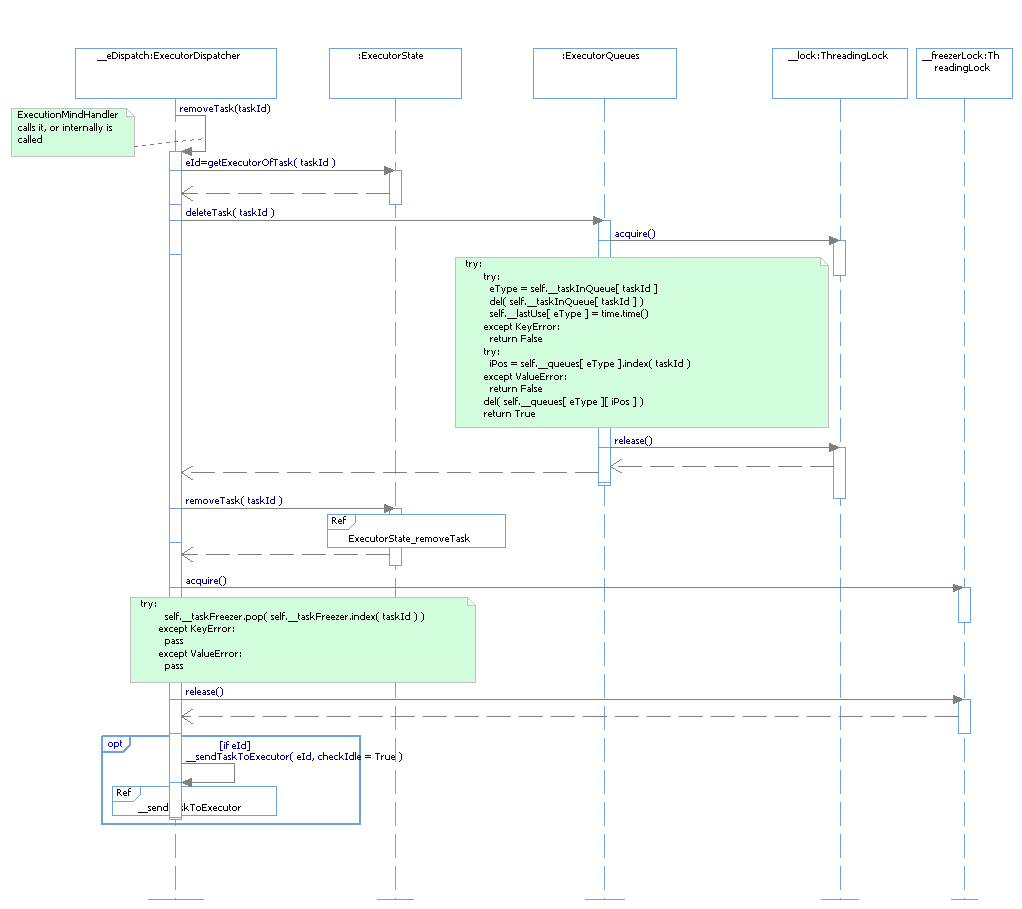 __eDispatch:ExecutorDispatcher
:ExecutorState
:ExecutorQueues
__lock:ThreadingLock
__freezerLock:Th
readingLock
removeTask(taskId)
ExecutionMindHandler
calls it, or internally is
called
eId=getExecutorOfTask( taskId )
deleteTask( taskId )
acquire()
try:
try:
eType = self.__taskInQueue[ taskId ]
del( self.__taskInQueue[ taskId ] )
self.__lastUse[ eType ] = time.time()
except KeyError:
return False
try:
iPos = self.__queues[ eType ].index( taskId )
except ValueError:
return False
del( self.__queues[ eType ][ iPos ] )
return True
release()
removeTask( taskId )
Ref
ExecutorState_removeTask
acquire()
try:
self.__taskFreezer.pop( self.__taskFreezer.index( taskId ) )
except KeyError:
pass
except ValueError:
pass
release()
opt
[if eId]
__sendTaskToExecutor( eId, checkIdle = True )
Ref
__sendTaskToExecutor